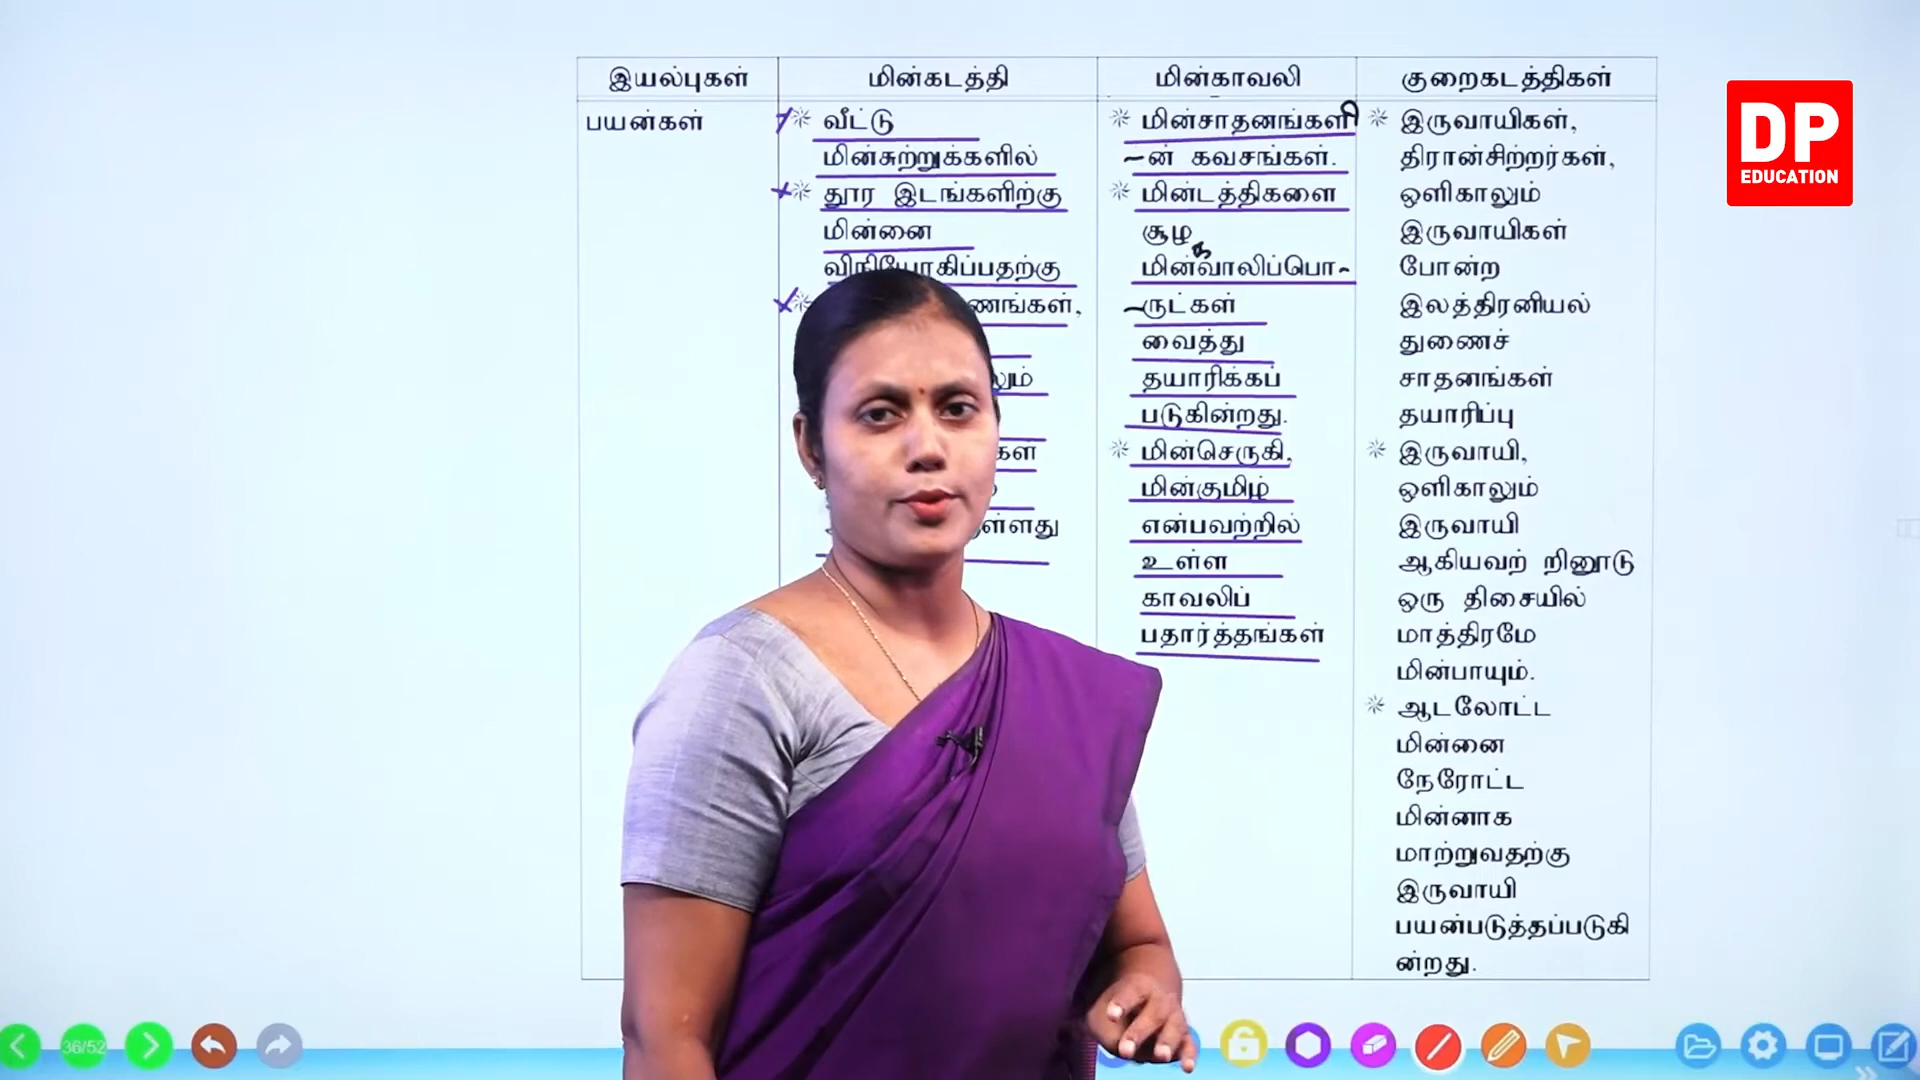 இயல்புகள்
மின்கடத்தி
மின்காவலி
குறைகடத்திகள்
பயன்கள்
வீட்டு
மின்சுற்றுக்களில்
தூர இடங்களிற்கு
மின்னை
விநியோகிப்பதற்கு
மின்சாதனங்களி
ன் கவசங்கள்.
மின்டத்திகளை
சூழ
மின்வாலிப்பொ
ருட்கள்
வைத்து
தயாரிக்கப்
படுகின்றது.
மின்செருகி,
மின்குமிழ்
என்பவற்றில்
உள்ள
காவலிப்
பதார்த்தங்கள்
இருவாயிகள்,
திரான்சிற்றர்கள்,
ஒளிகாலும்
இருவாயிகள்
போன்ற
இலத்திரனியல்
துணைச்
சாதனங்கள்
தயாரிப்பு
இருவாயி,
ஒளிகாலும்
இருவாயி
ஆகியவற் றினூடு
ஒரு திசையில்
மாத்திரமே
மின்பாயும்.
ஆடலோட்ட
மின்னை
நேரோட்ட
மின்னாக
மாற்றுவதற்கு
இருவாயி
பயன்படுத்தப்படுகி
ன்றது.
DP
EDUCATION
36/52